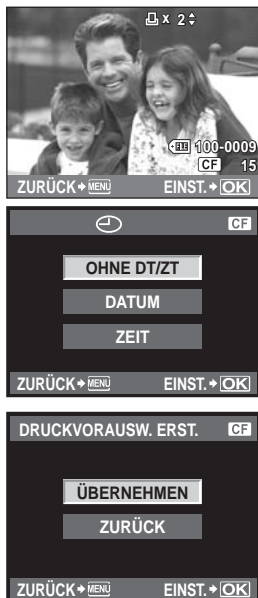 x 2
100-0009
CF 15
ZURÜCK MENU EINST. OK
CF
OHNE DT/ZT
DATUM
ZEIT
ZURÜCK MENU EINST. OK
DRUCKVORAUSW. ERST. CF
ÜBERNEHMEN
ZURÜCK
ZURÜCK MENU EINST. OK